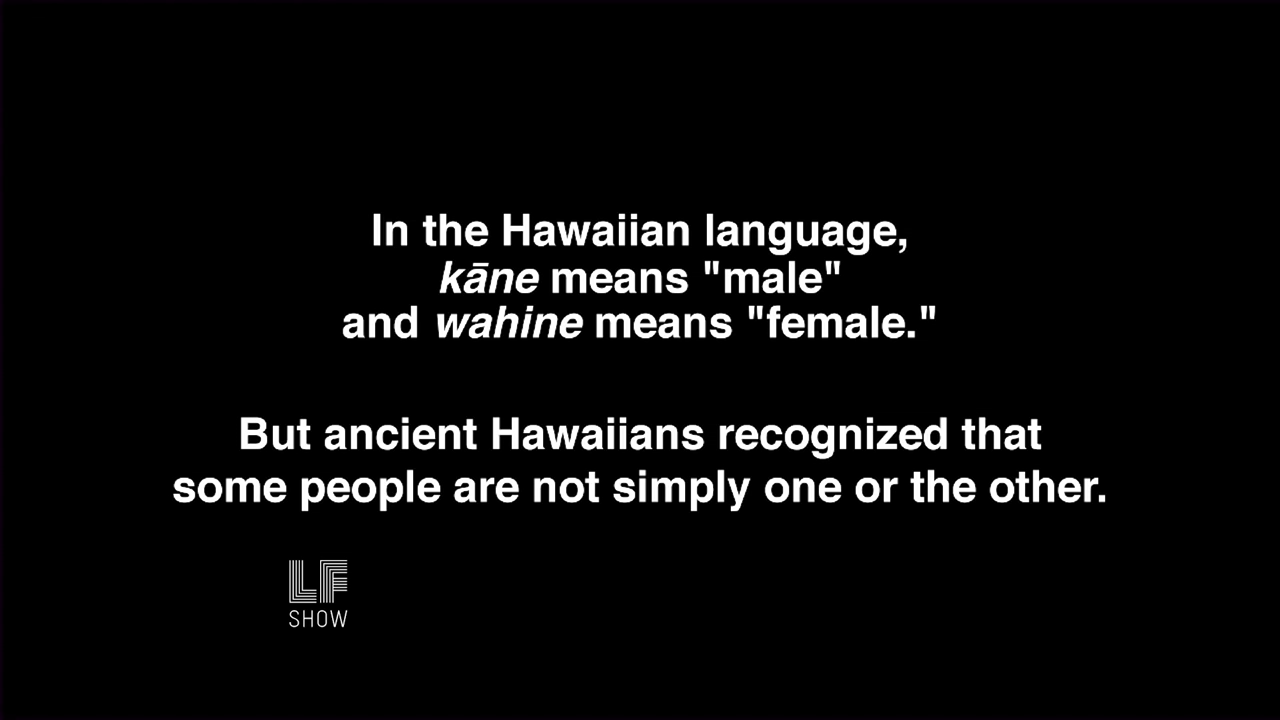 In the Hawaiian language,
kāne means "male"
and wahine means "female."
But ancient Hawaiians recognized that
some people are not simply one or the other.
LF
SHOW